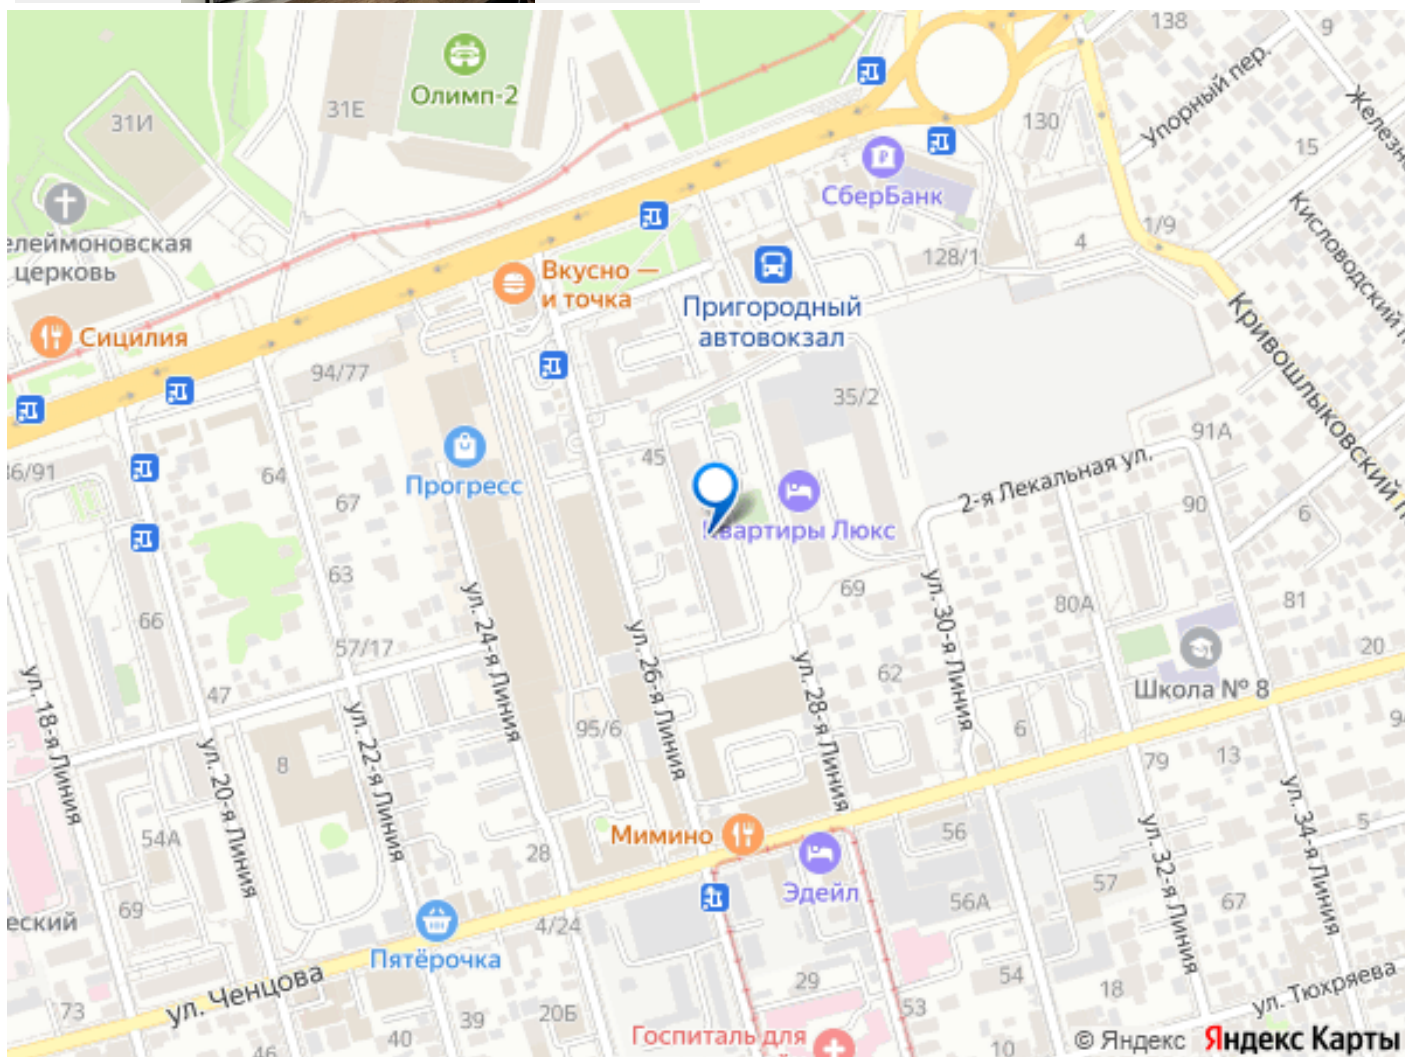 138
9
Упорный пер.
31Е
Олимп-2
31И
130
15
СберБанк
Кисловодский
1/9
4
128/1
елеймоновская
церковь
Вкусно —
и точка
Пригородный
автовокзал
Сицилия
Кривошлыковский
94/77
35/2
91А
45
36/91
64
Прогресс
67
2-я Лекальная ул.
90
6
Квартиры Люкс
63
69
80А
81
66
ул. 24-я Линия
ул. 26-я Линия
ул. 30-я Линия
57/17
20
62
ул. 28-я Линия
Школа № 8
47
ул. 18-я Линия
ул. 22-я Линия
95/6
6
8
ул. 20-я Линия
79
13
ул. 34-я Линия
Мимино
56
5
54А
28
ул. 32-я Линия
Эдейл
57
67
56А
69
еский
4/24
Пятёрочка
ул. Ченцова
29
54
18
ул. Тюхряева
73
53
20Б
39
40
46
Госпиталь для
10
© Яндекс Яндекс Карты